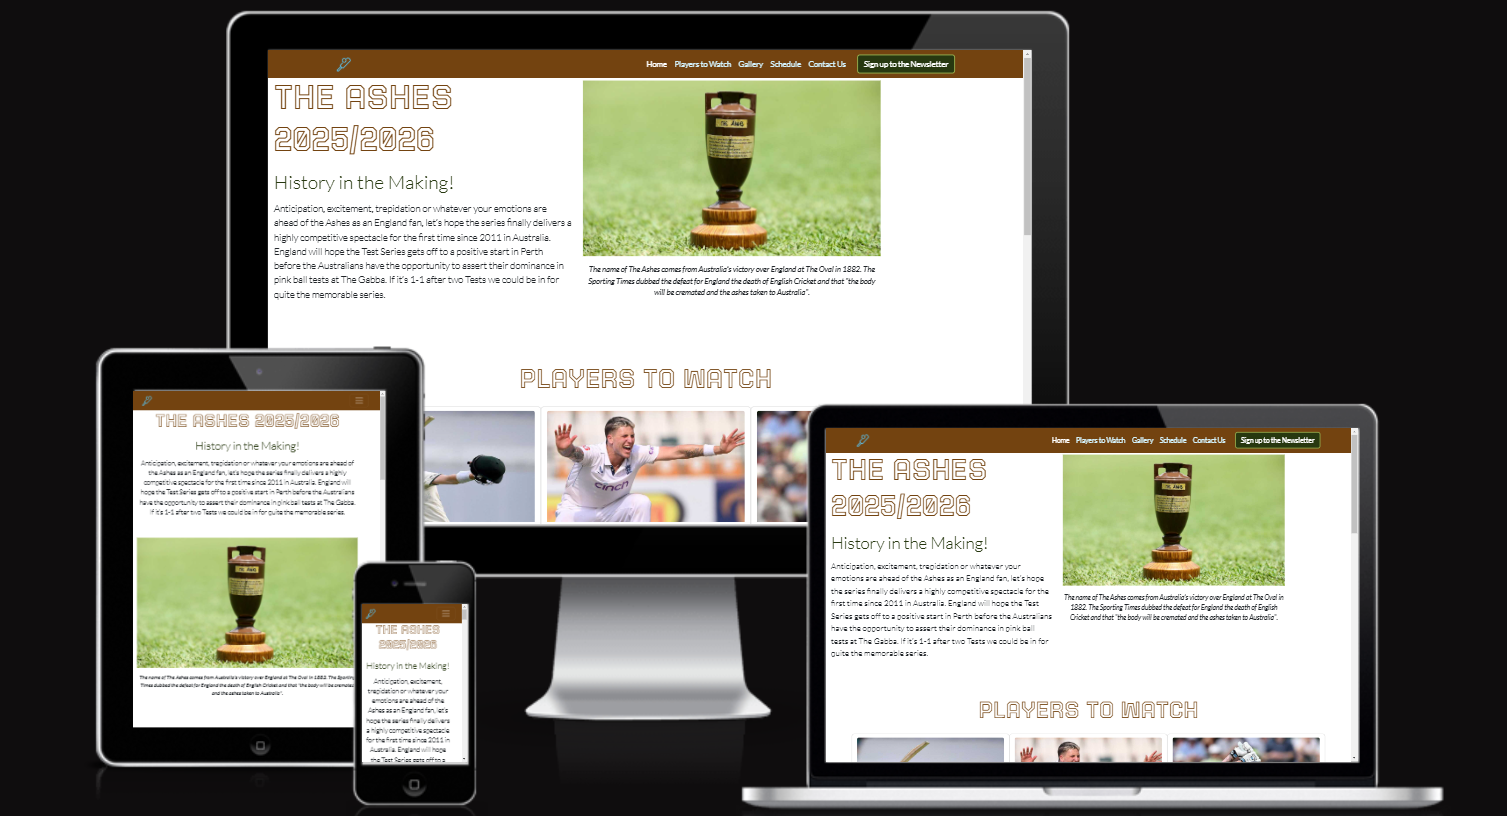 Home Players to Watch Gallery Schedule Contact Us Sign up to the Newsletter
THE ASHES
2025/2026
History in the Making!
Anticipation, excitement, trepidation or whatever your emotions are
ahead of the Ashes as an England fan, let's hope the series finally delivers a
highly competitive spectacle for the first time since 2011 in Australia.
England will hope the Test Series gets off to a positive start in Perth
before the Australians have the opportunity to assert their dominance in
pink ball tests at The Gabba. If it's 1-1 after two Tests we could be in for
quite the memorable series.
THE ASHES
The name of The Ashes comes from Australia's victory over England at The Oval in 1882. The
Sporting Times dubbed the defeat for England the death of English Cricket and that "the body
will be cremated and the ashes taken to Australia".
PLAYERS TO WATCH
cinch
THE ASHES 2025/2026
History in the Making!
Anticipation, excitement, trepidation or whatever your emotions are ahead of
the Ashes as an England fan, let's hope the series finally delivers a highly
competitive spectacle for the first time since 2011 in Australia. England will
hope the Test Series gets off to a positive start in Perth before the Australians
have the opportunity to assert their dominance in pink ball tests at The Gabba.
If it's 1-1 after two Tests we could be in for quite the memorable series.
The name of The Ashes comes from Australia's victory over England at The Oval in 1882. The Sporting
Times dubbed the defeat for England the death of English Cricket and that "the body will be cremated
and the ashes taken to Australia".
THE ASHES
2025/2026
History in the Making!
Anticipation, excitement,
trepidation or whatever your
emotions are ahead of the
Ashes as an England fan, let's
hope the series finally delivers
a highly competitive spectacle
for the first time since 2011 in
Australia. England will hope
the Test Series gets off to a
Home Players to Watch Gallery Schedule Contact Us Sign up to the Newsletter
THE ASHES
2025/2026
History in the Making!
Anticipation, excitement, trepidation or whatever your
emotions are ahead of the Ashes as an England fan, let's hope
the series finally delivers a highly competitive spectacle for the
first time since 2011 in Australia. England will hope the Test
Series gets off to a positive start in Perth before the Australians
have the opportunity to assert their dominance in pink ball
tests at The Gabba. If it's 1-1 after two Tests we could be in for
quite the memorable series.
The name of The Ashes comes from Australia's victory over England at The Oval in
1882. The Sporting Times dubbed the defeat for England the death of English
Cricket and that "the body will be cremated and the ashes taken to Australia".
PLAYERS TO WATCH